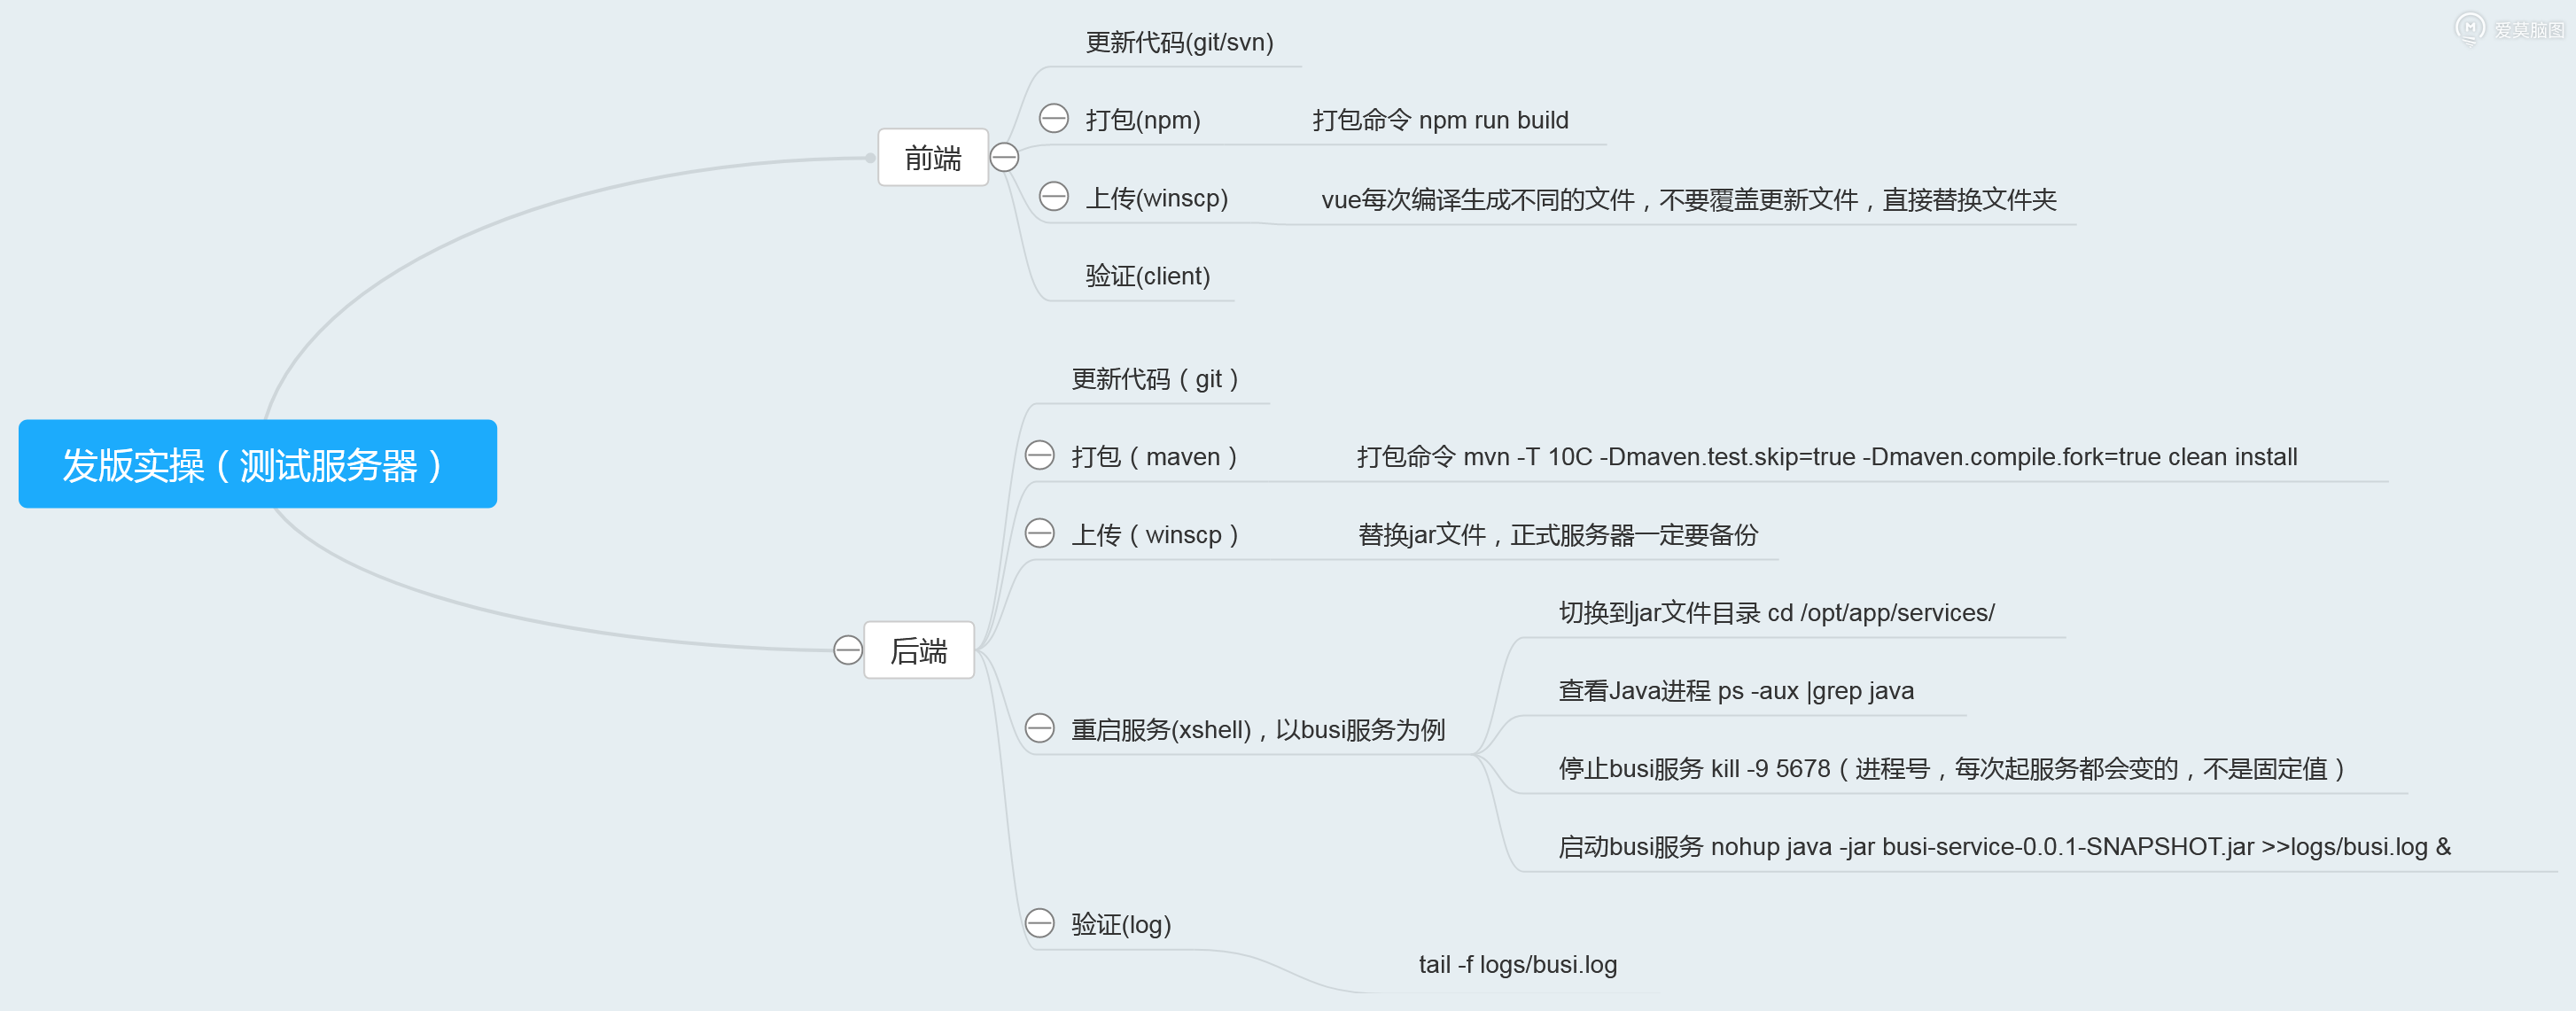 爱莫脑图
发版实操（测试服务器）
前端
更新代码(git/svn)
打包(npm)
打包命令 npm run build
上传(winscp)
vue每次编译生成不同的文件，不要覆盖更新文件，直接替换文件夹
验证(client)
后端
更新代码（git）
打包（maven）
打包命令 mvn -T 10C -Dmaven.test.skip=true -Dmaven.compile.fork=true clean install
上传（winscp）
替换jar文件，正式服务器一定要备份
重启服务(xshell)，以busi服务为例
切换到jar文件目录 cd /opt/app/services/
查看Java进程 ps -aux |grep java
停止busi服务 kill -9 5678（进程号，每次起服务都会变的，不是固定值）
启动busi服务 nohup java -jar busi-service-0.0.1-SNAPSHOT.jar >>logs/busi.log &
验证(log)
tail -f logs/busi.log